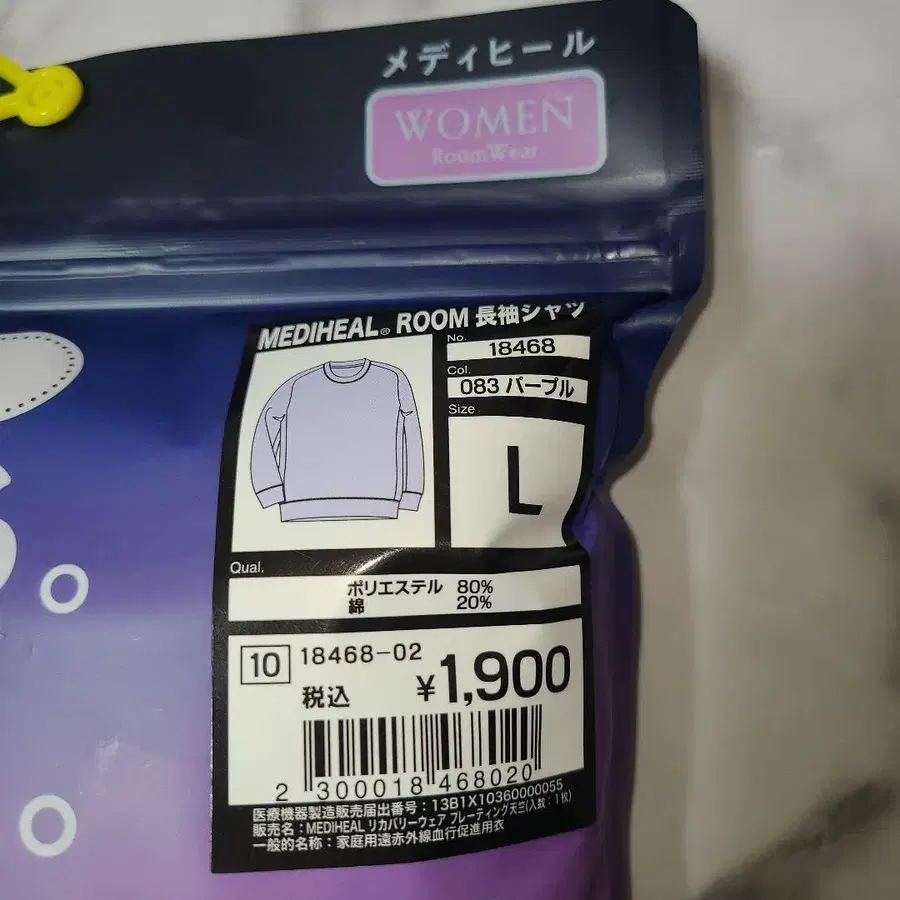 メディヒール
WOMEN
RoomWear
MEDIHEAL® ROOM 長袖シャツ
No.
18468
Col.
083 パープル
Size
L
Qual.
ポリエステル 80%
綿 20%
10 18468-02
税込 ¥1,900
2 300018 468020
医療機器製造販売届出番号：13B1X10360000055
販売名：MEDIHEAL リカバリーウェア プレーティング天竺(入数：1枚)
一般的名称：家庭用遠赤外線血行促進用衣